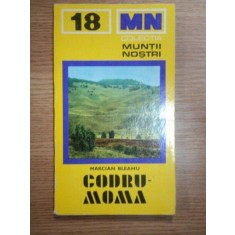 18 MN
COLECȚIA
MUNȚII
NOȘTRI
MARCIAN BLEAHU
CODRU-
MOMA